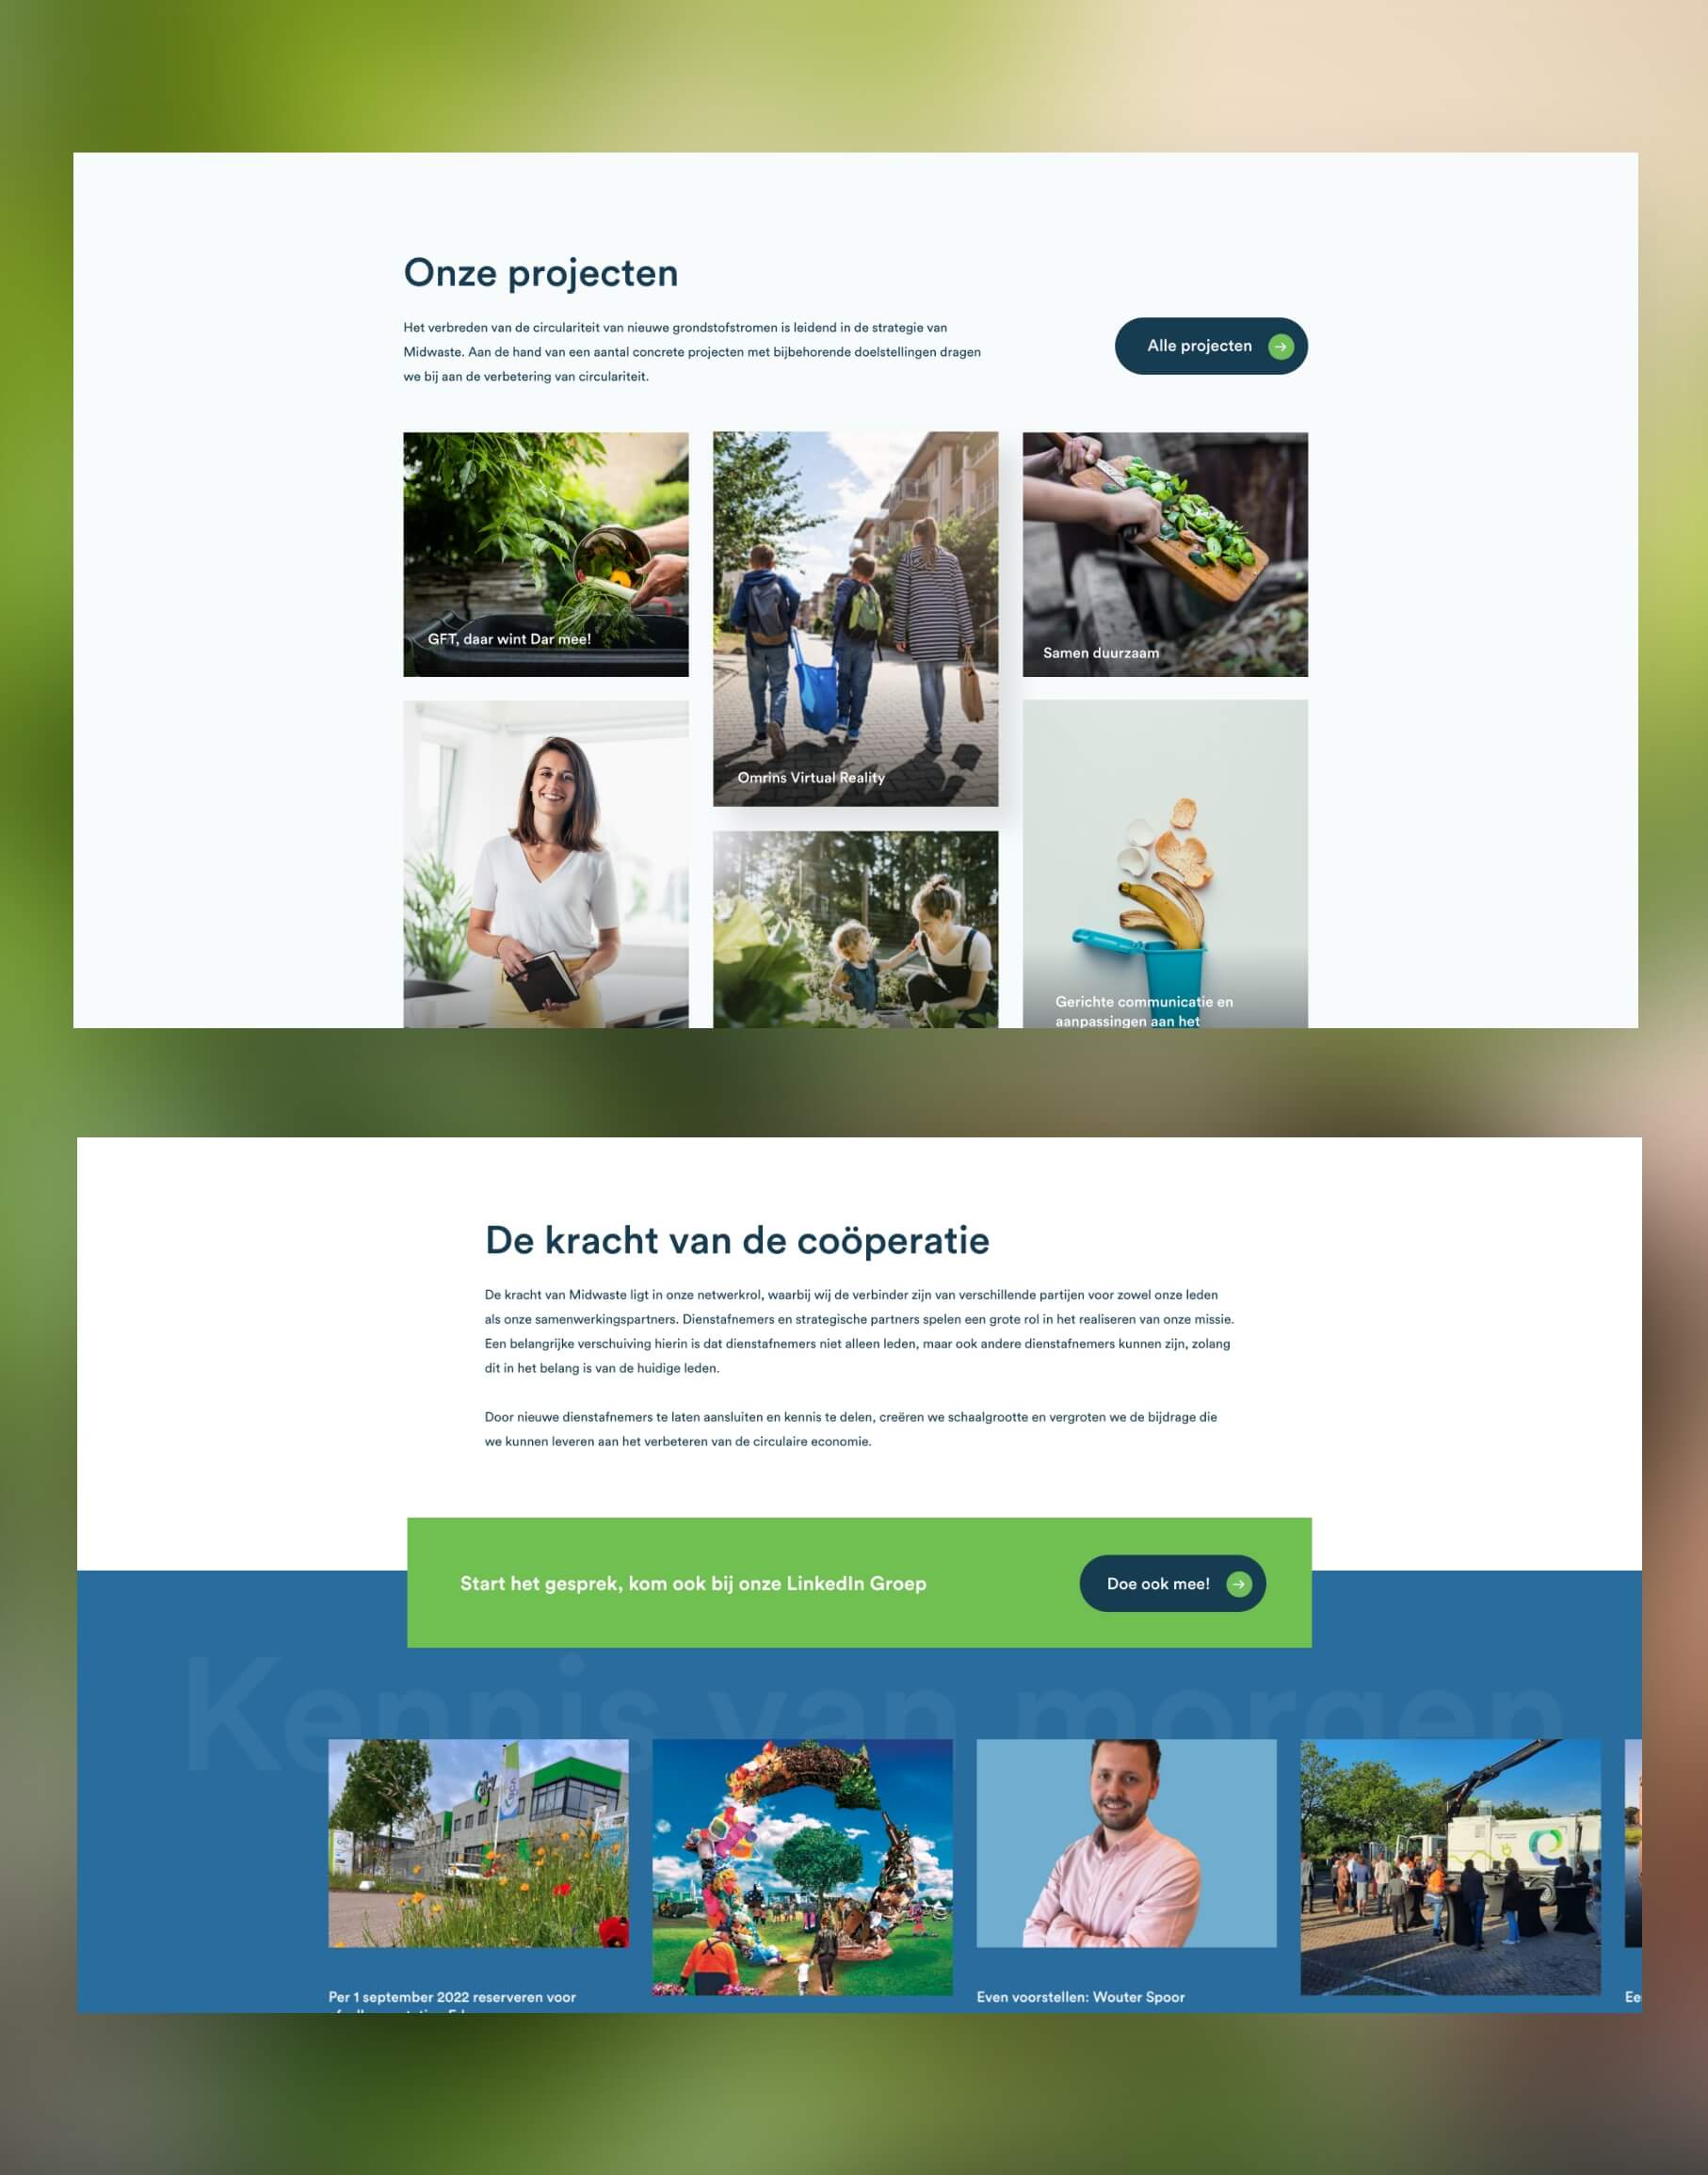 Onze projecten
Het verbreden van de circulariteit van nieuwe grondstofstromen is leidend in de strategie van
Midwaste. Aan de hand van een aantal concrete projecten met bijbehorende doelstellingen dragen
we bij aan de verbetering van circulariteit.
Alle projecten
GFT, daar wint Dar mee!
Omrins Virtual Reality
Samen duurzaam
Gerichte communicatie en
aanpassingen aan het
De kracht van de coöperatie
De kracht van Midwaste ligt in onze netwerkrol, waarbij wij de verbinder zijn van verschillende partijen voor zowel onze leden
als onze samenwerkingspartners. Dienstafnemers en strategische partners spelen een grote rol in het realiseren van onze missie.
Een belangrijke verschuiving hierin is dat dienstafnemers niet alleen leden, maar ook andere dienstafnemers kunnen zijn, zolang
dit in het belang is van de huidige leden.
Door nieuwe dienstafnemers te laten aansluiten en kennis te delen, creëren we schaalgrootte en vergroten we de bijdrage die
we kunnen leveren aan het verbeteren van de circulaire economie.
Start het gesprek, kom ook bij onze LinkedIn Groep
Doe ook mee!
Kennis van morgen
Per 1 september 2022 reserveren voor
Even voorstellen: Wouter Spoor
Ee